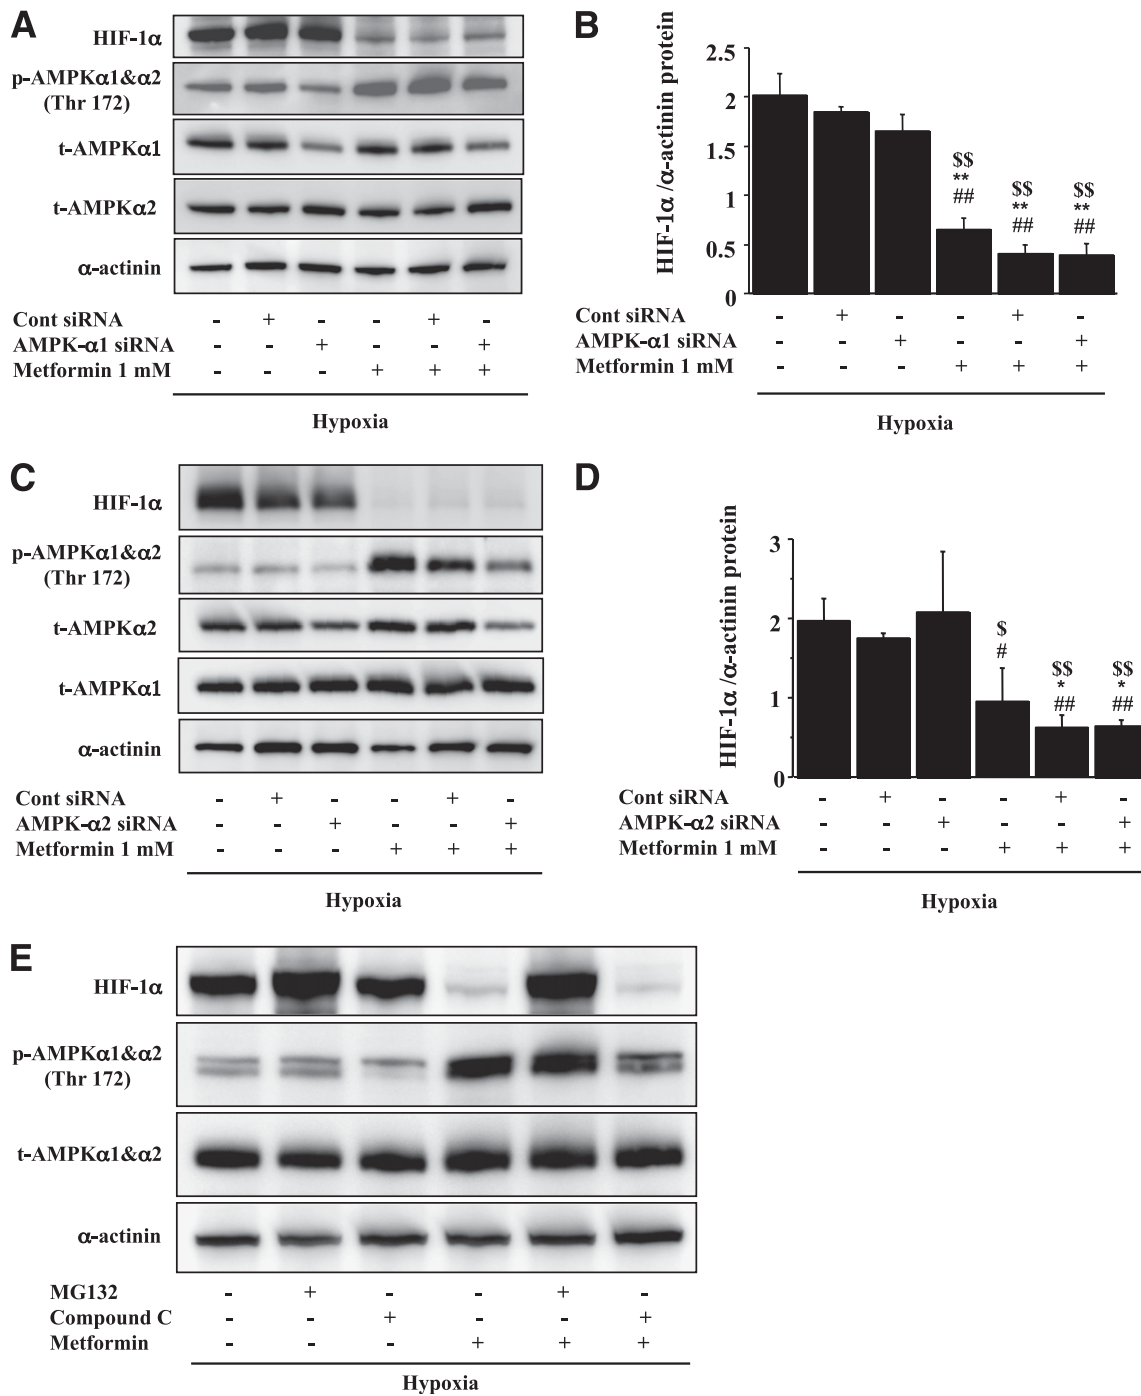 A
HIF-1α
p-AMPKα1&α2
(Thr 172)
t-AMPKα1
t-AMPKα2
α-actinin
Cont siRNA - + - - + -
AMPK-α1 siRNA - - + - - +
Metformin 1 mM - - - + + +
Hypoxia
B
HIF-1α /α-actinin protein
2.5
2
1.5
1
0.5
0
$$ $$ $$
** ** **
## ## ##
Cont siRNA - + - - + -
AMPK-α1 siRNA - - + - - +
Metformin 1 mM - - - + + +
Hypoxia
C
HIF-1α
p-AMPKα1&α2
(Thr 172)
t-AMPKα2
t-AMPKα1
α-actinin
Cont siRNA - + - - + -
AMPK-α2 siRNA - - + - - +
Metformin 1 mM - - - + + +
Hypoxia
D
HIF-1α /α-actinin protein
3
2
1
0
$ $$ $$
* *
# ## ##
Cont siRNA - + - - + -
AMPK-α2 siRNA - - + - - +
Metformin 1 mM - - - + + +
Hypoxia
E
HIF-1α
p-AMPKα1&α2
(Thr 172)
t-AMPKα1&α2
α-actinin
MG132 - + - - + -
Compound C - - + - - +
Metformin - - - + + +
Hypoxia